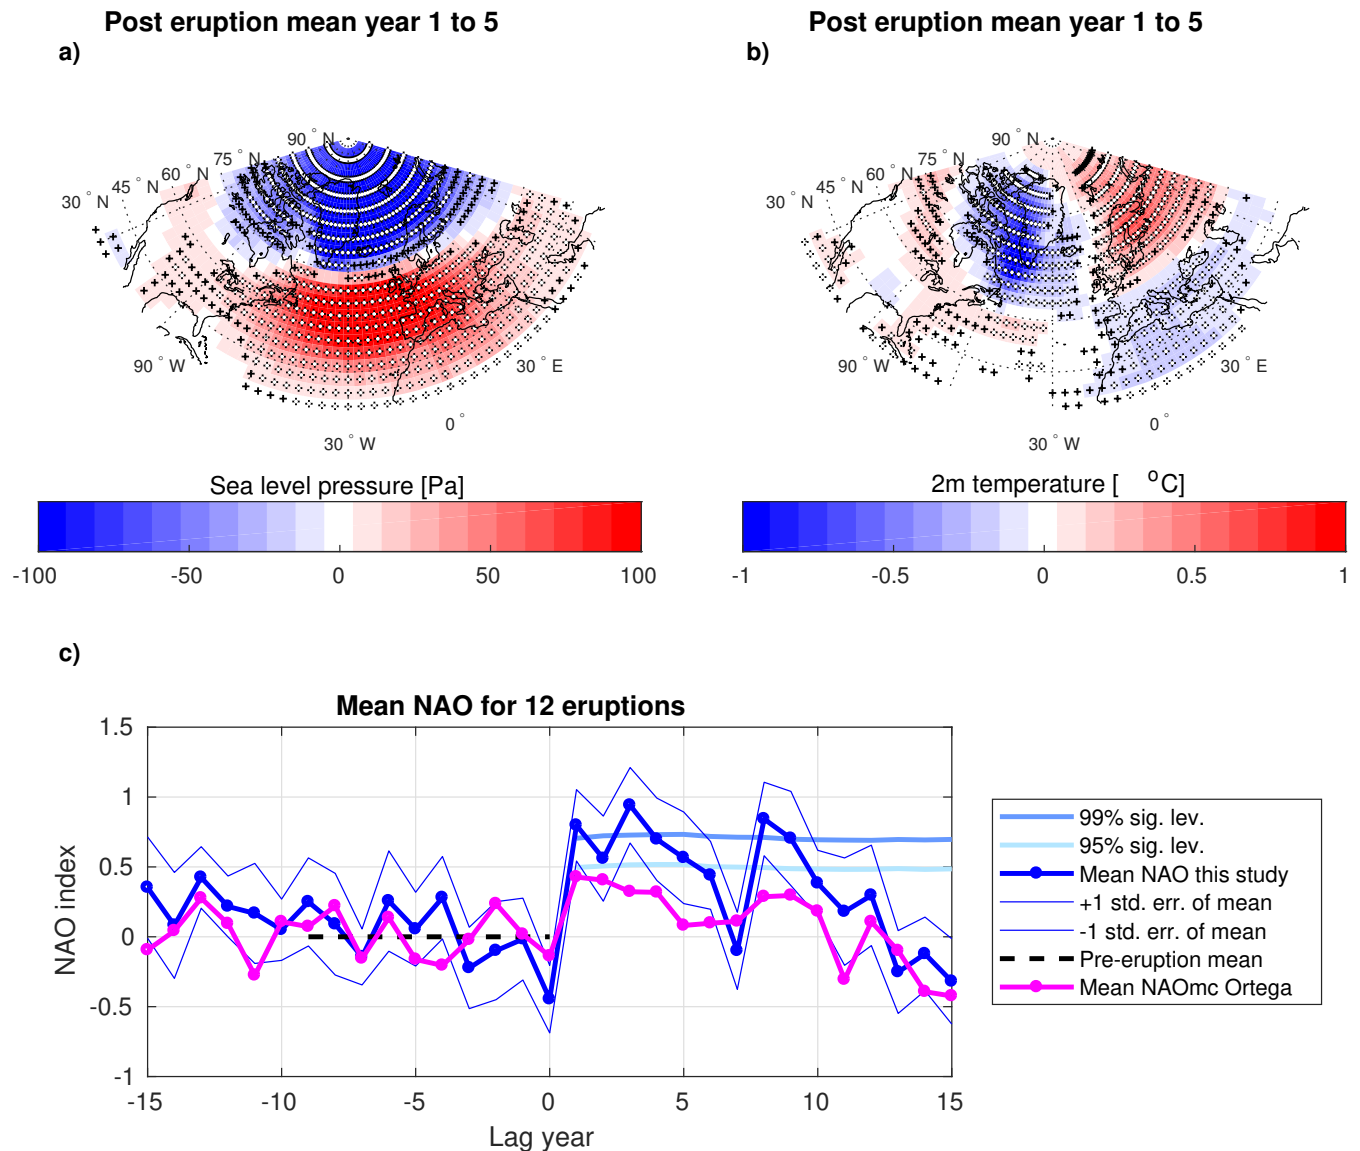 Post eruption mean year 1 to 5
a)
90 ° N
75 ° N
60 ° N
45 ° N
30 ° N
90 ° W
30 ° W
0 °
30 ° E
Sea level pressure [Pa]
-100 -50 0 50 100
Post eruption mean year 1 to 5
b)
90 ° N
75 ° N
60 ° N
45 ° N
30 ° N
90 ° W
30 ° W
0 °
30 ° E
2m temperature [ °C]
-1 -0.5 0 0.5 1
c)
Mean NAO for 12 eruptions
NAO index
1.5
1
0.5
0
-0.5
-1
-15 -10 -5 0 5 10 15
Lag year
99% sig. lev.
95% sig. lev.
Mean NAO this study
+1 std. err. of mean
-1 std. err. of mean
Pre-eruption mean
Mean NAOmc Ortega